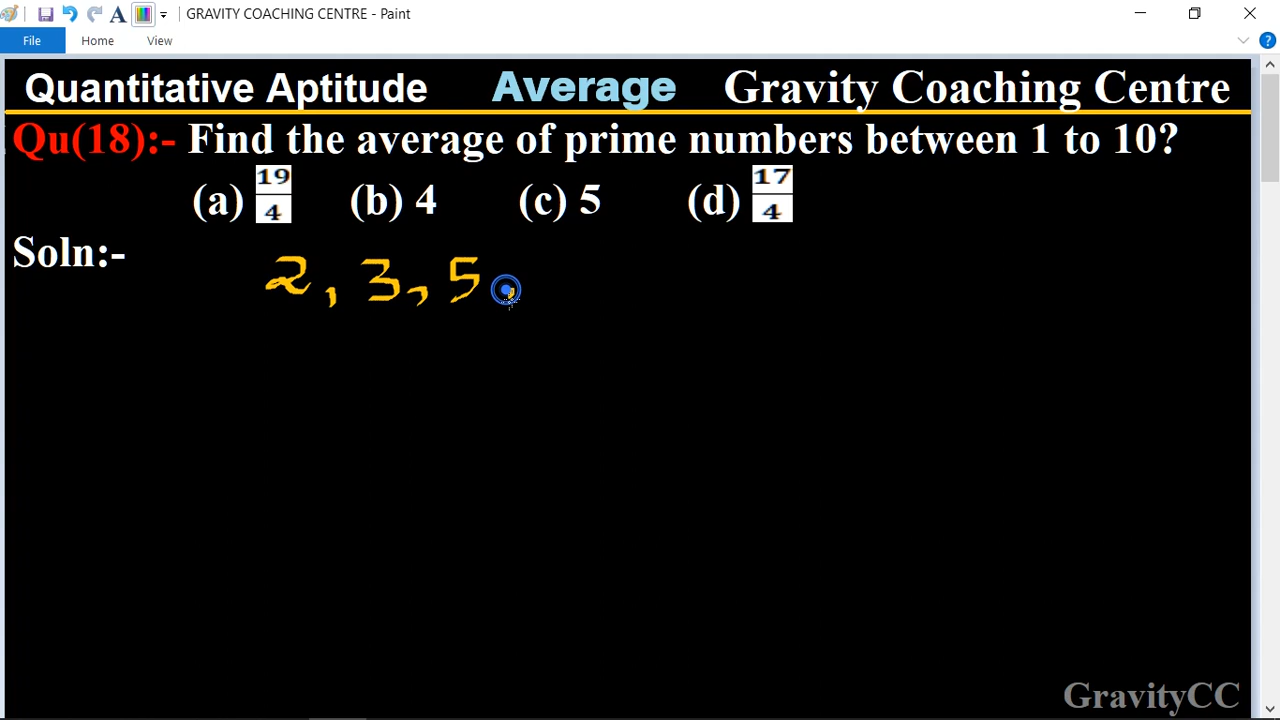 GRAVITY COACHING CENTRE - Paint
File Home View
Quantitative Aptitude Average Gravity Coaching Centre
Qu(18):- Find the average of prime numbers between 1 to 10?
(a) 19/4 (b) 4 (c) 5 (d) 17/4
Soln:- 2, 3, 5
GravityCC